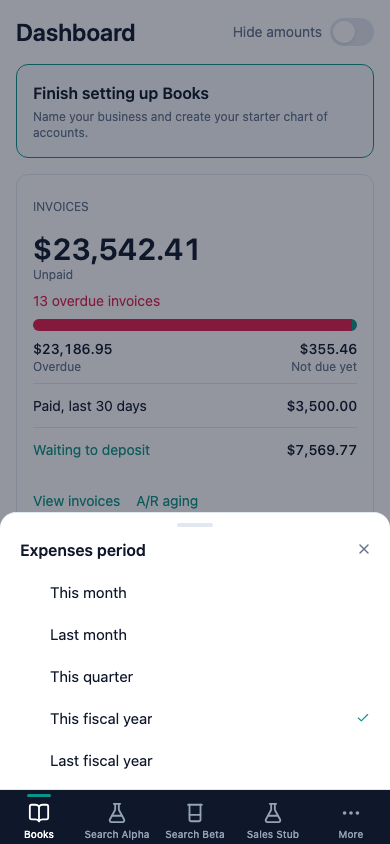 Dashboard
Hide amounts
Finish setting up Books
Name your business and create your starter chart of
accounts.
INVOICES
$23,542.41
Unpaid
13 overdue invoices
$23,186.95
$355.46
Overdue
Not due yet
Paid, last 30 days
$3,500.00
Waiting to deposit
$7,569.77
View invoices
A/R aging
Expenses period
This month
Last month
This quarter
This fiscal year
Last fiscal year
Books
Search Alpha
Search Beta
Sales Stub
More